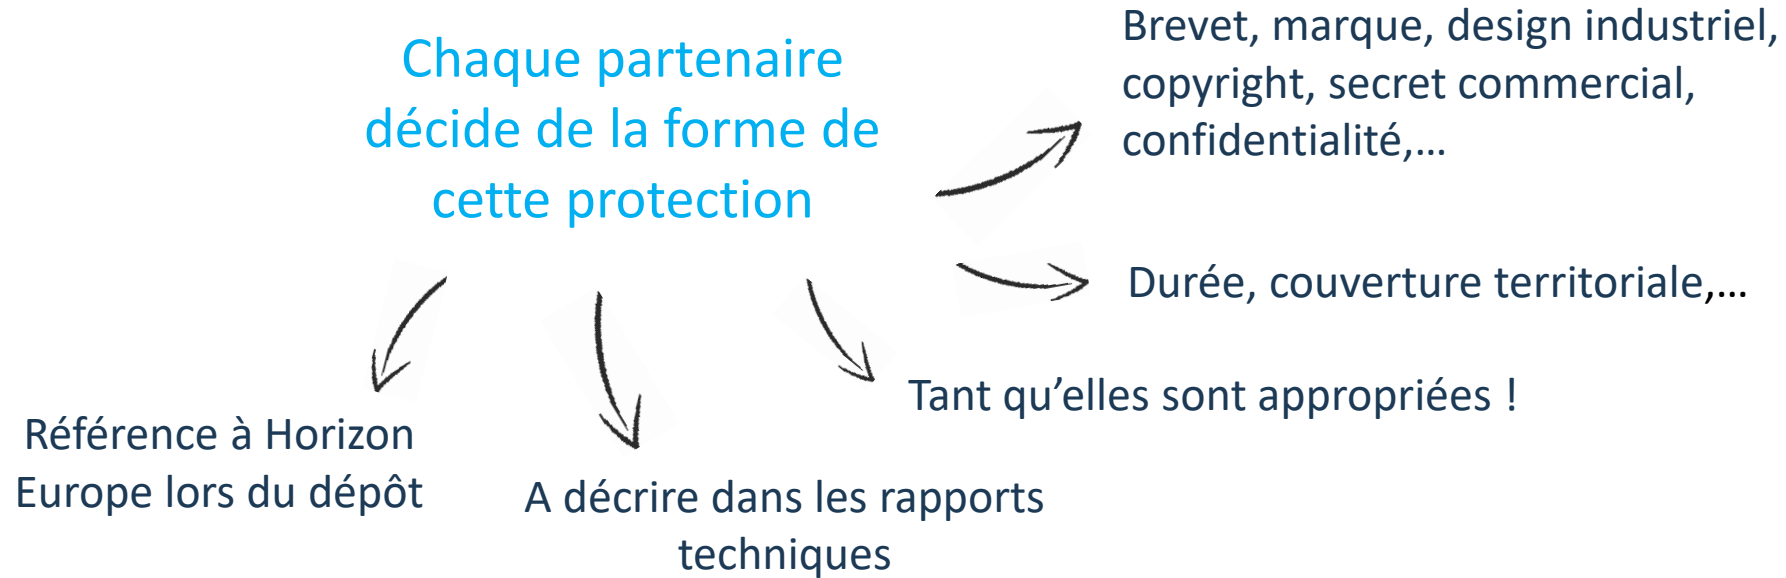 Chaque partenaire
décide de la forme de
cette protection
Brevet, marque, design industriel,
copyright, secret commercial,
confidentialité,…
Durée, couverture territoriale,…
Tant qu’elles sont appropriées !
A décrire dans les rapports
techniques
Référence à Horizon
Europe lors du dépôt